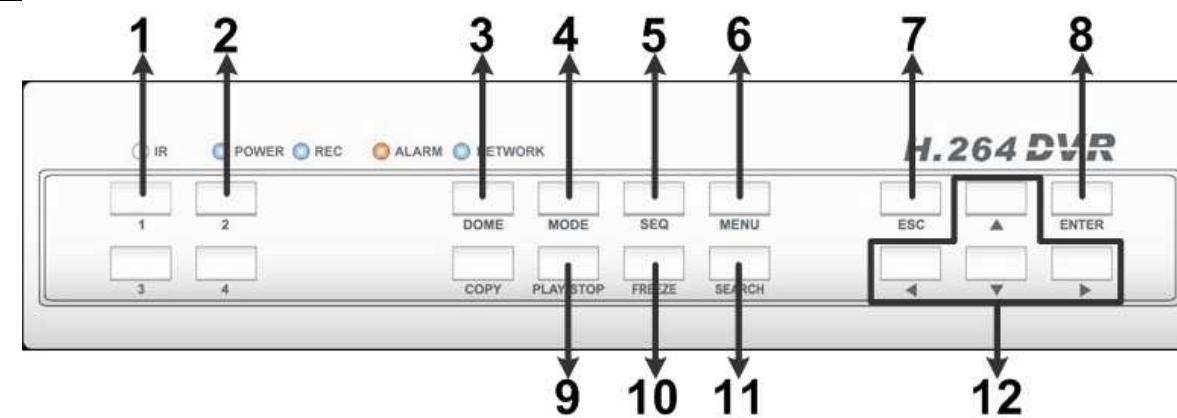 1 2 3 4 5 6 7 8
IR POWER REC ALARM NETWORK
H.264 DVR
1 2 DOME MODE SEQ MENU ESC ▲ ENTER
3 4 COPY PLAY/STOP FREEZE SEARCH ◀ ▼ ▶
9 10 11 12